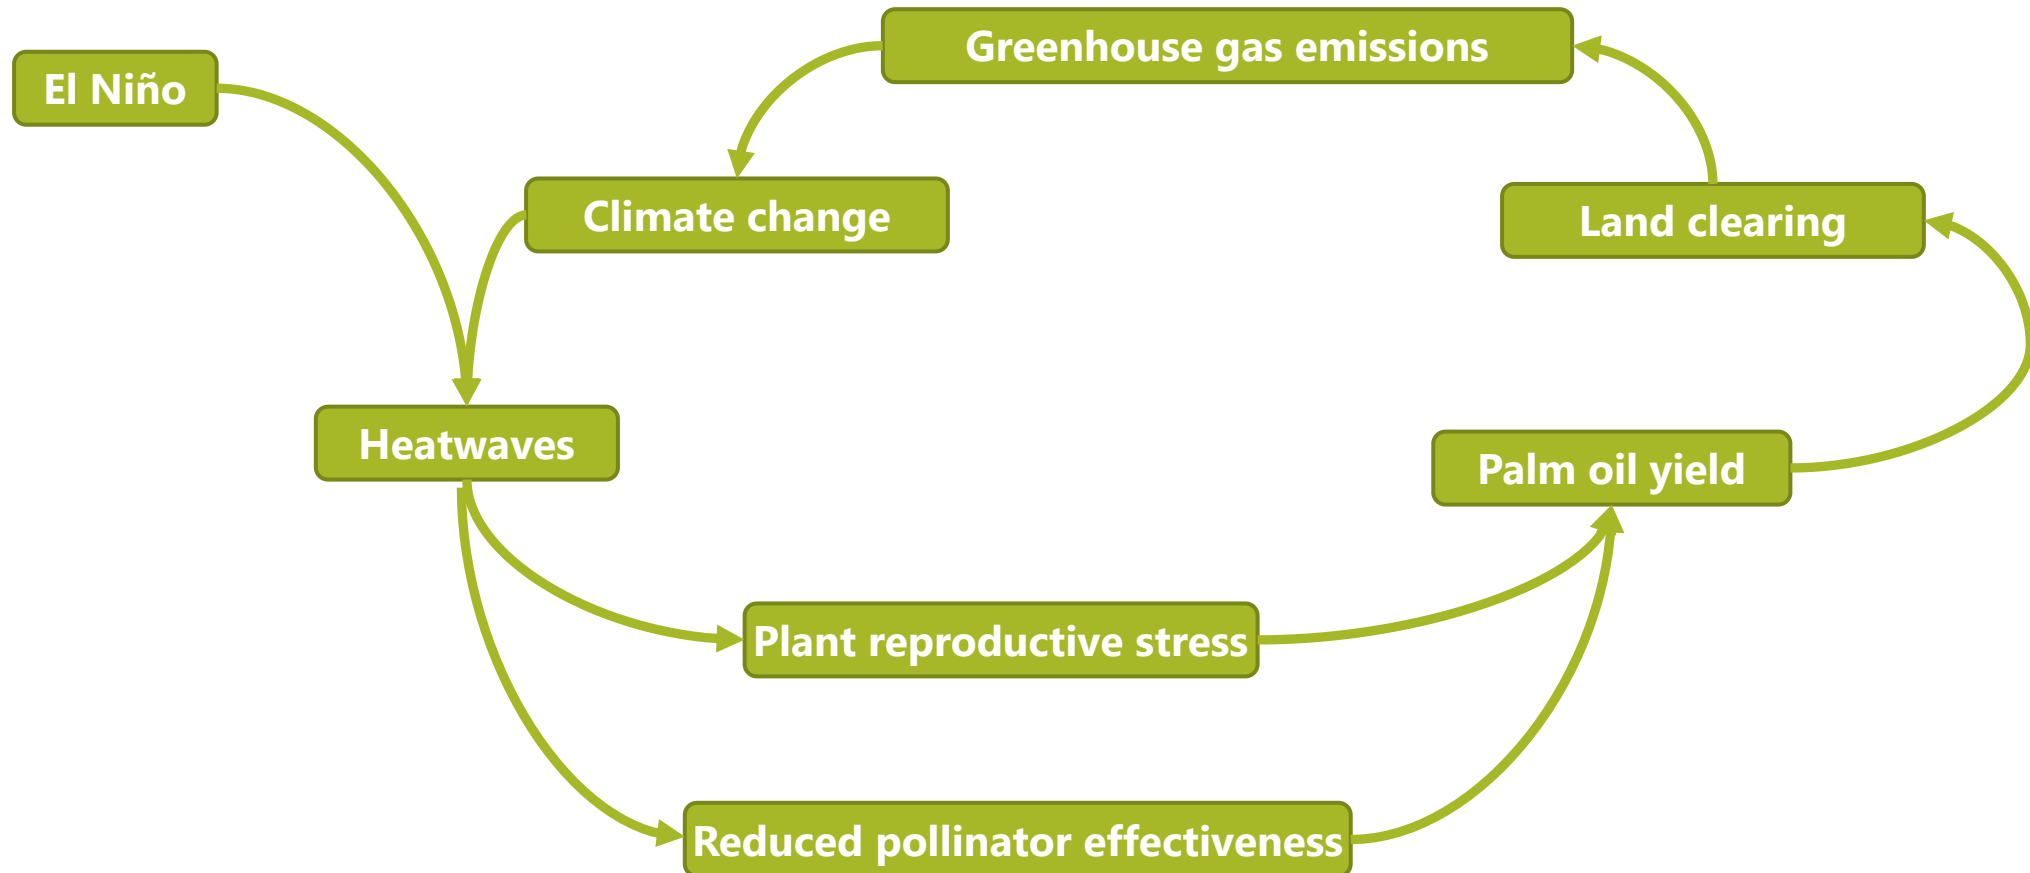 Greenhouse gas emissions
El Niño
Climate change
Land clearing
Heatwaves
Palm oil yield
Plant reproductive stress
Reduced pollinator effectiveness